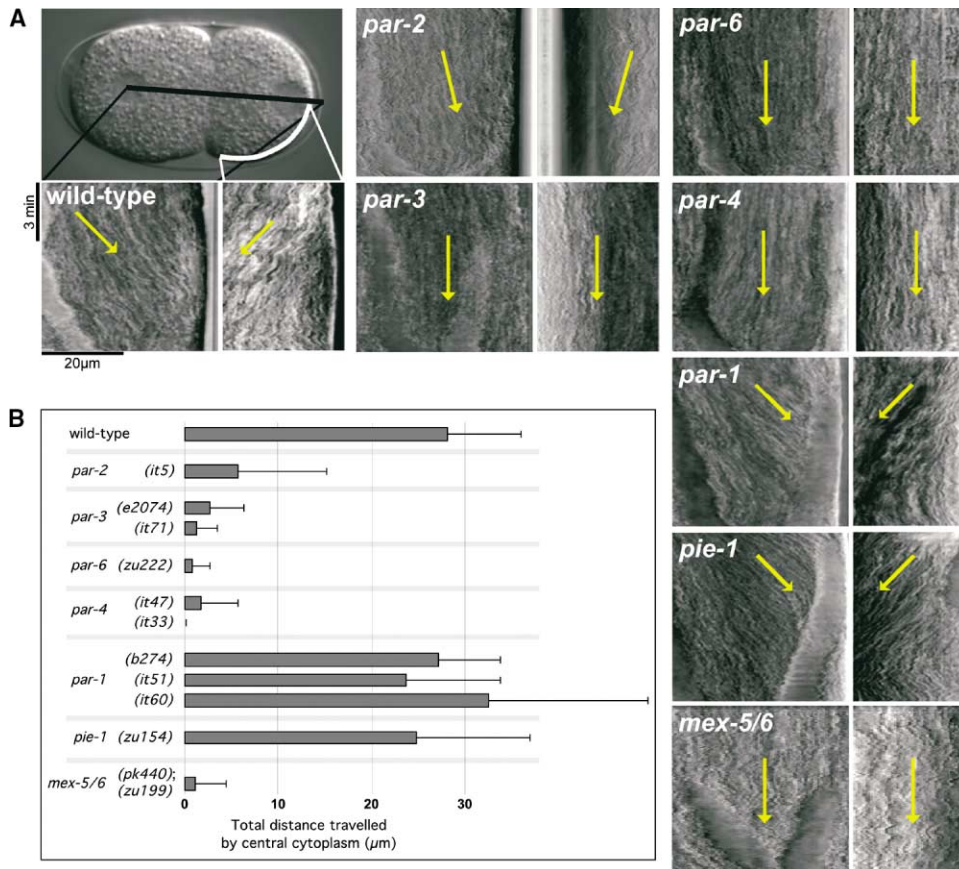 A
wild-type
3 min
20µm
par-2
par-3
par-6
par-4
par-1
pie-1
mex-5/6
B
wild-type
par-2 (it5)
par-3 (e2074)
(it71)
par-6 (zu222)
par-4 (it47)
(it33)
par-1 (b274)
(it51)
(it60)
pie-1 (zu154)
mex-5/6 (pk440);
(zu199)
0 10 20 30
Total distance travelled
by central cytoplasm (µm)